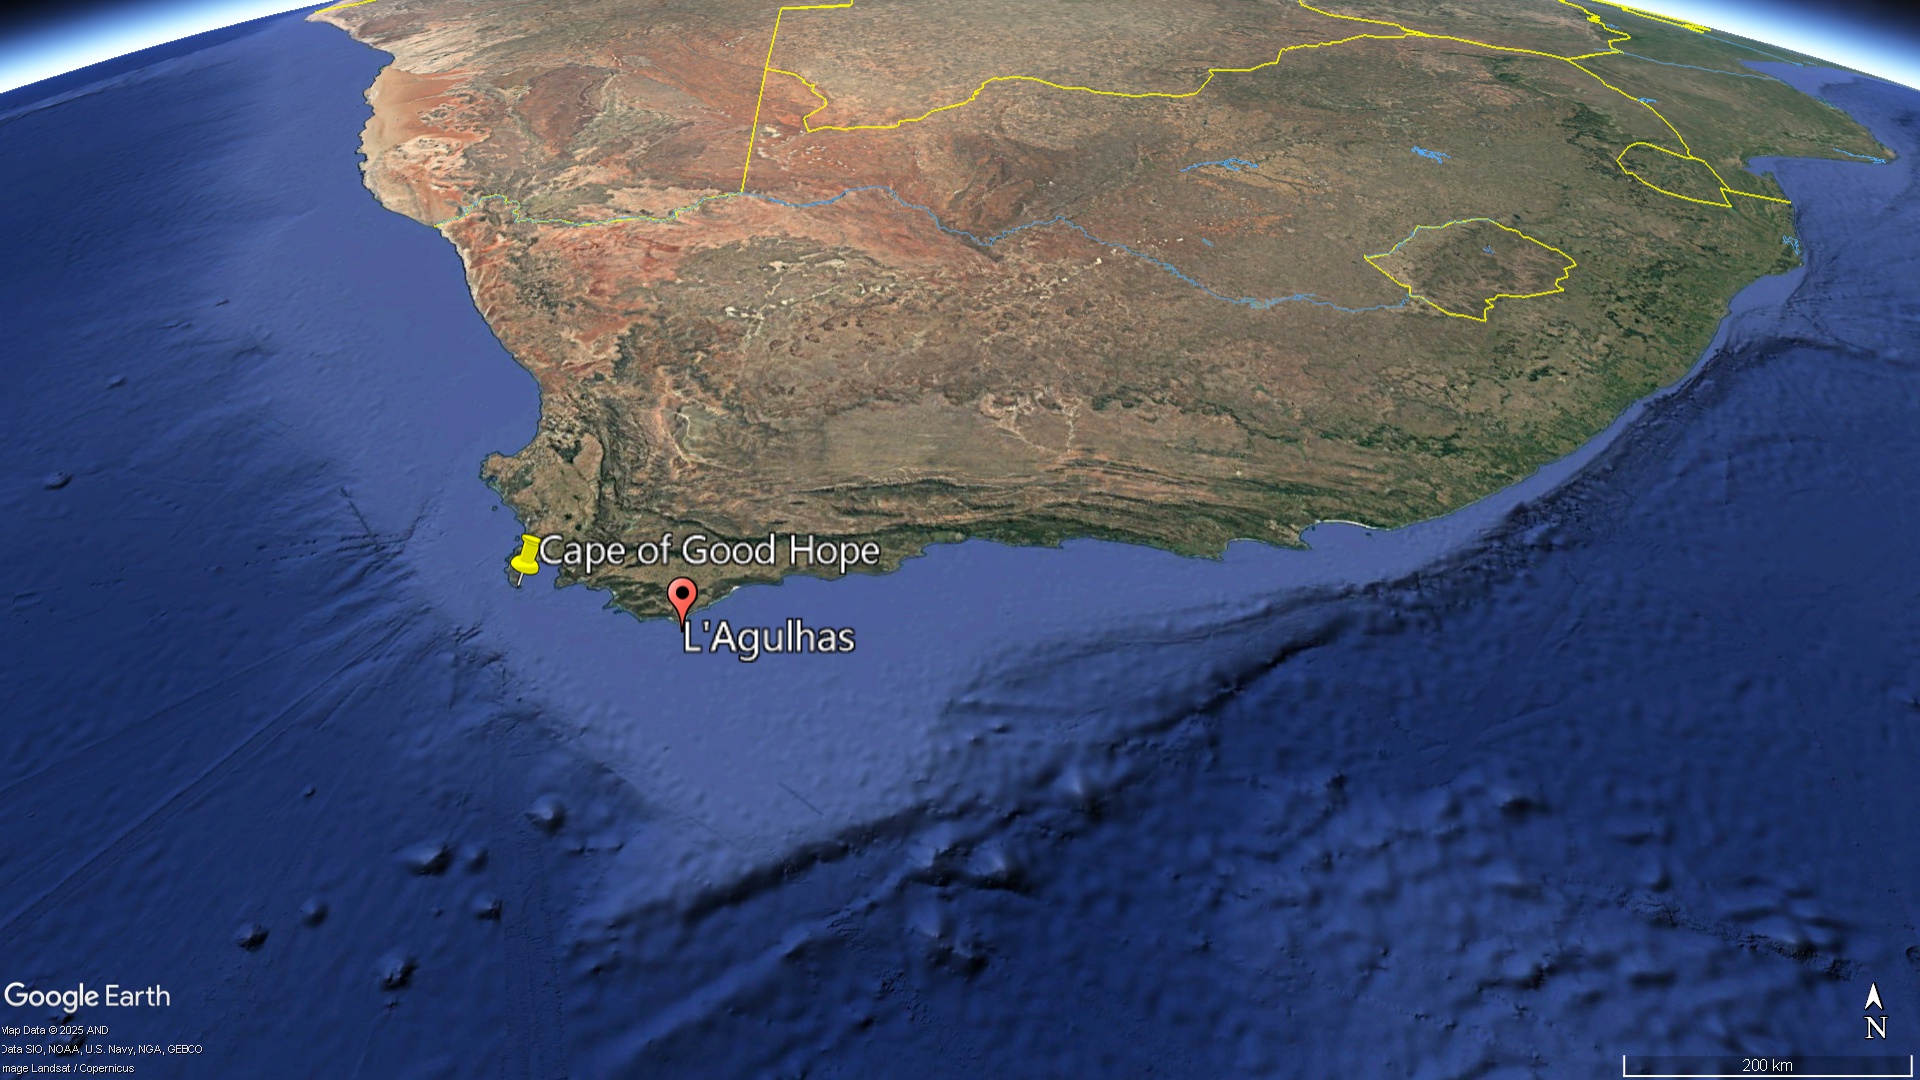 Cape of Good Hope
L'Agulhas
Google Earth
Map Data © 2025 AND
Data SIO, NOAA, U.S. Navy, NGA, GEBCO
Image Landsat / Copernicus
N
200 km